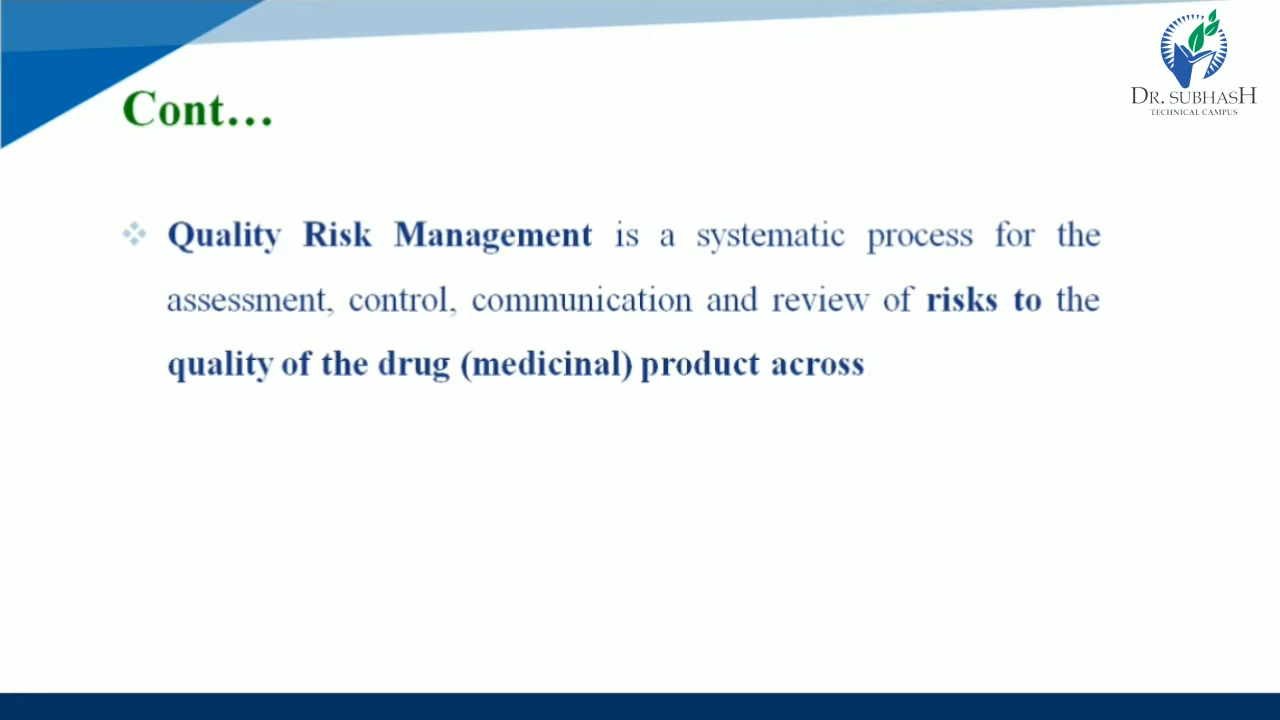 DR. SUBHASH
TECHNICAL CAMPUS
Cont...
Quality Risk Management is a systematic process for the
assessment, control, communication and review of risks to the
quality of the drug (medicinal) product across